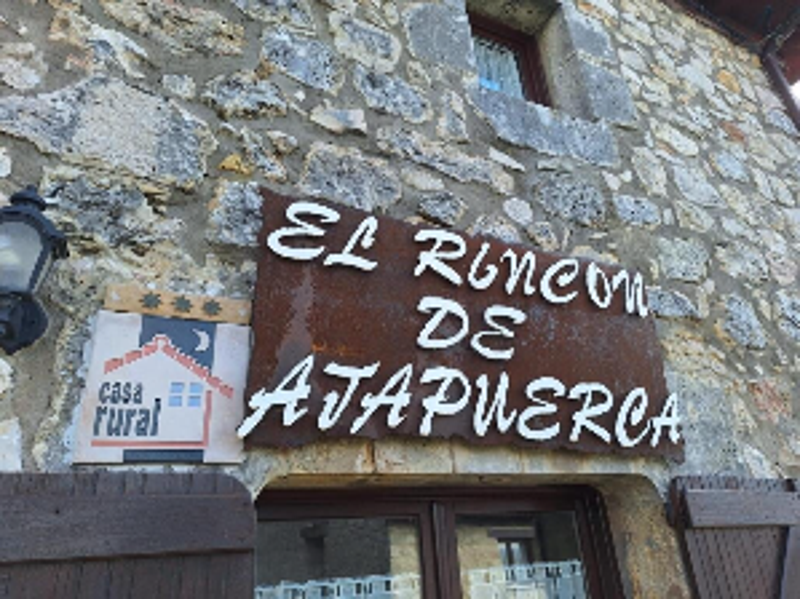 EL RINCON
DE
ATAPUERCA
casa
rural